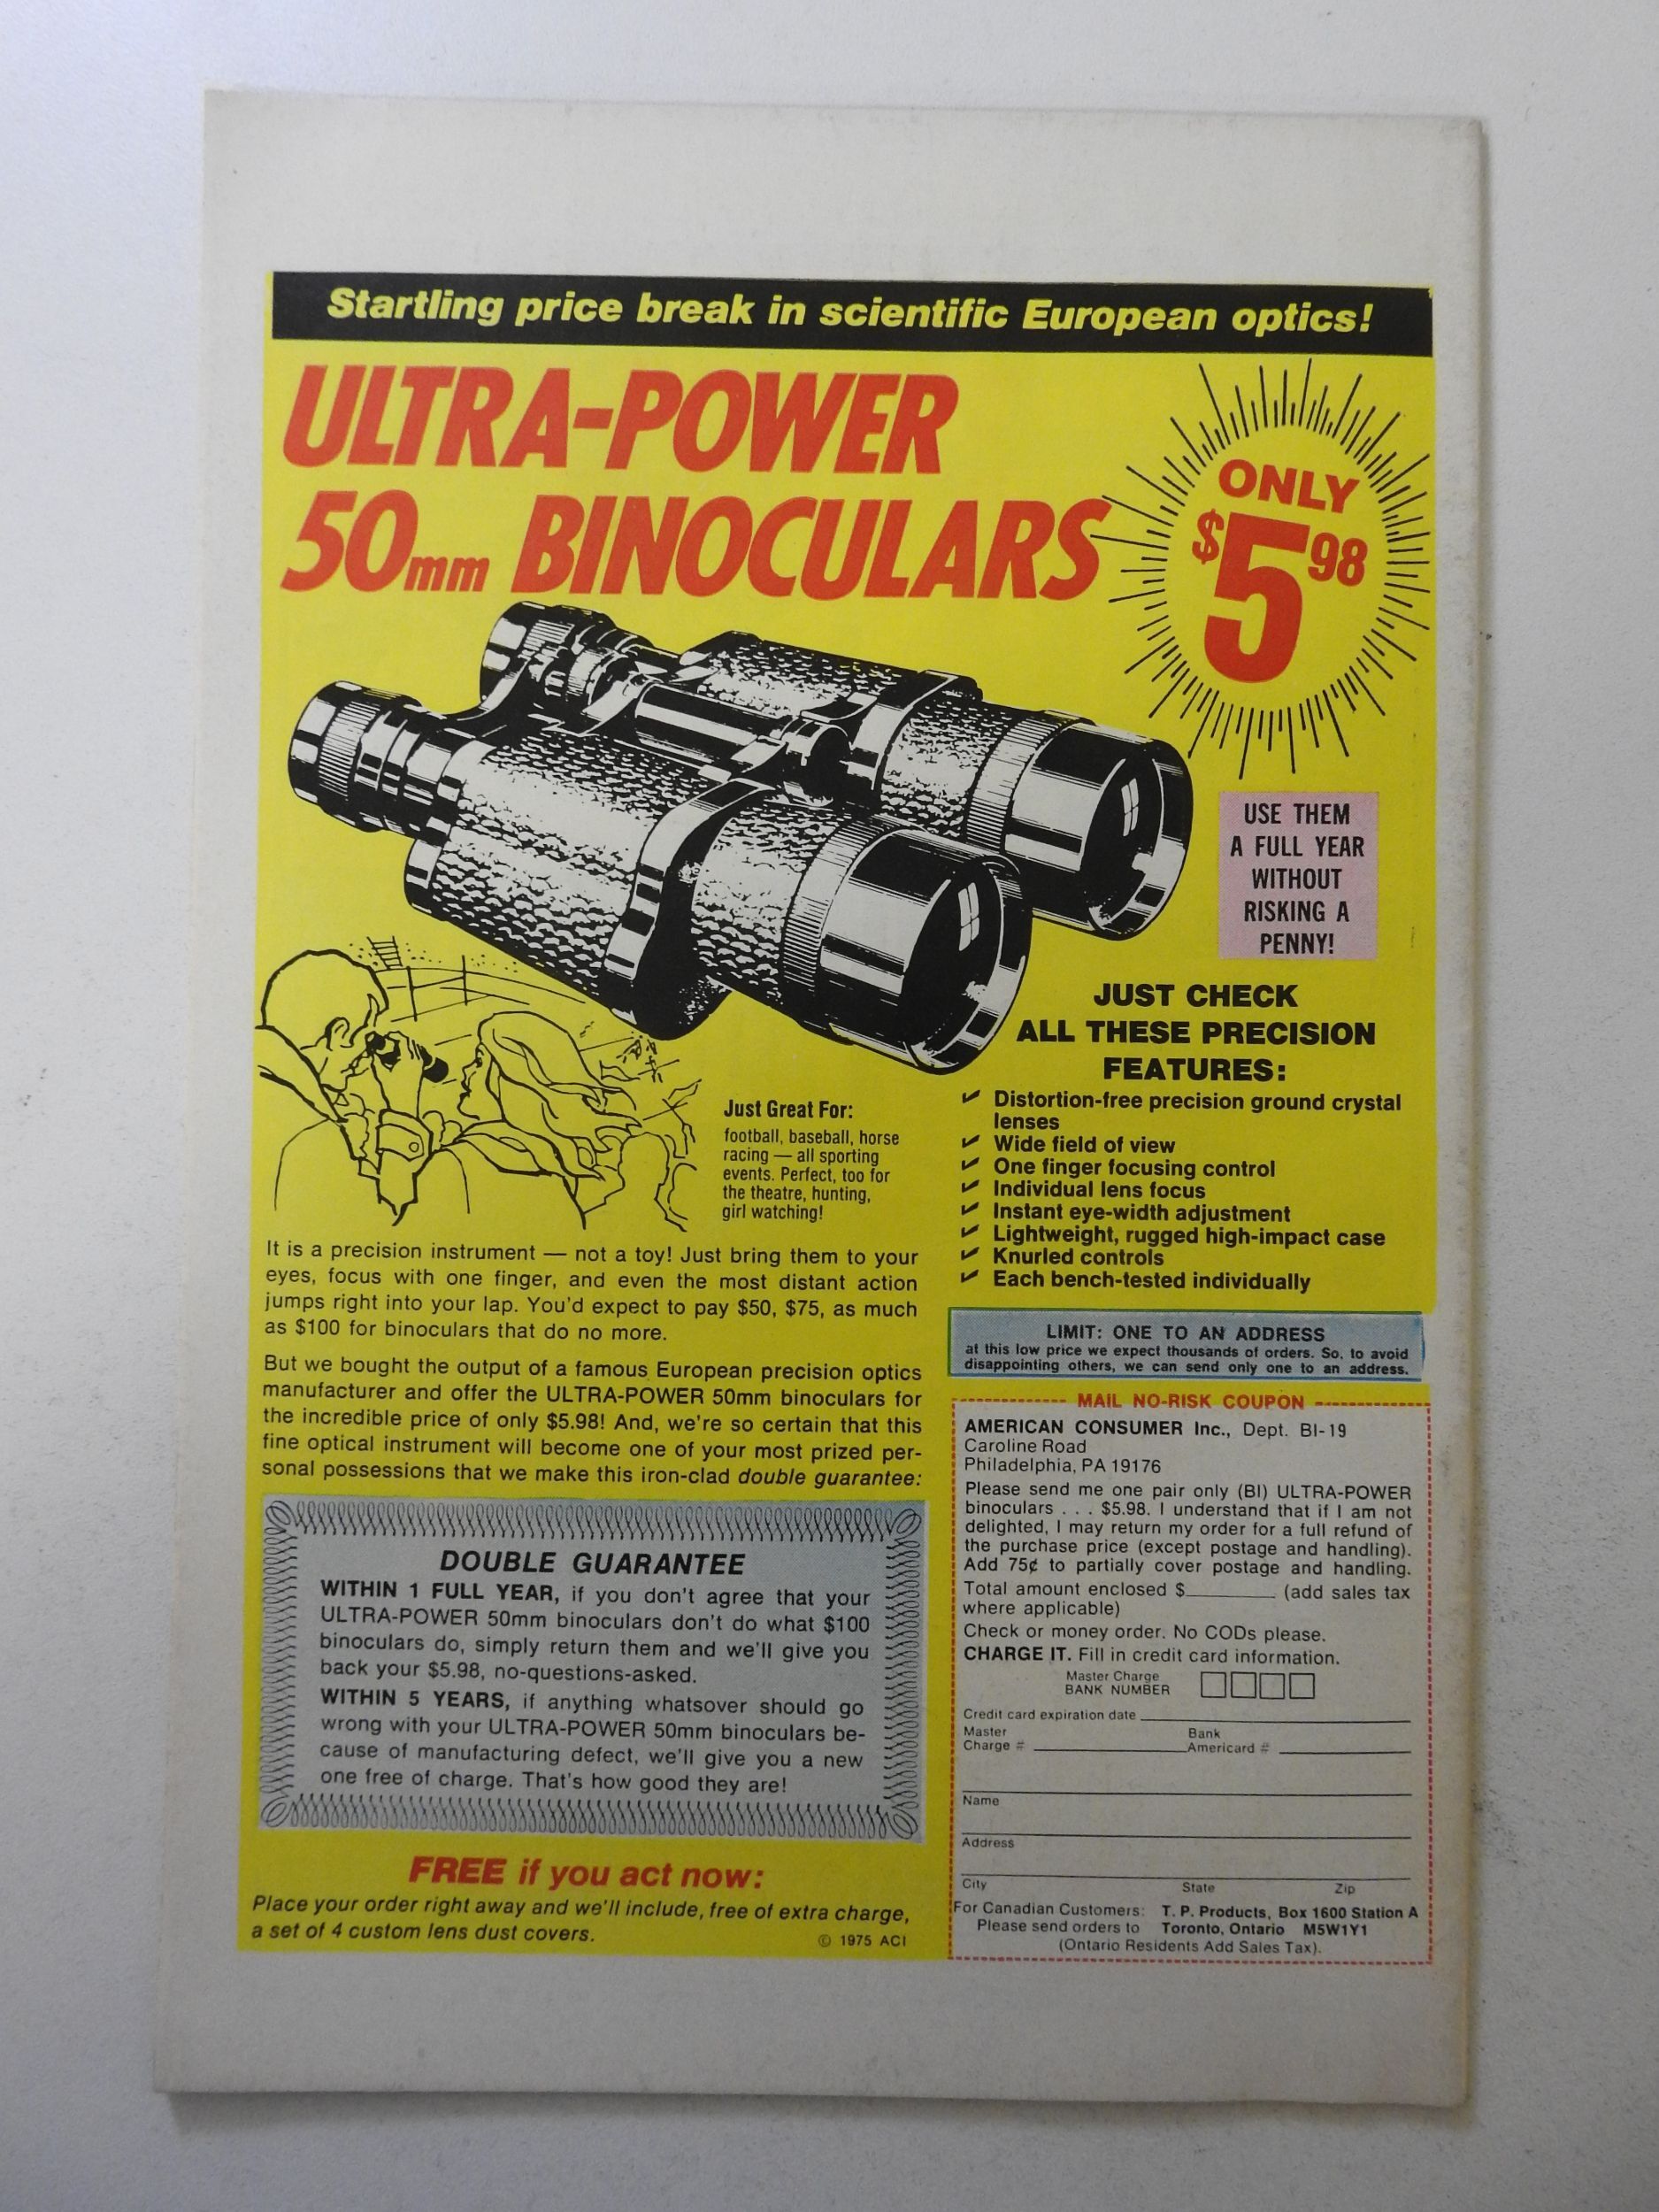 Startling price break in scientific European optics!
ULTRA-POWER
50mm BINOCULARS
ONLY
$5 98
USE THEM
A FULL YEAR
WITHOUT
RISKING A
PENNY!
JUST CHECK
ALL THESE PRECISION
FEATURES:
✓ Distortion-free precision ground crystal
lenses
✓ Wide field of view
✓ One finger focusing control
✓ Individual lens focus
✓ Instant eye-width adjustment
✓ Lightweight, rugged high-impact case
✓ Knurled controls
✓ Each bench-tested individually
Just Great For:
football, baseball, horse
racing — all sporting
events. Perfect, too for
the theatre, hunting,
girl watching!
It is a precision instrument — not a toy! Just bring them to your
eyes, focus with one finger, and even the most distant action
jumps right into your lap. You'd expect to pay $50, $75, as much
as $100 for binoculars that do no more.
But we bought the output of a famous European precision optics
manufacturer and offer the ULTRA-POWER 50mm binoculars for
the incredible price of only $5.98! And, we're so certain that this
fine optical instrument will become one of your most prized per-
sonal possessions that we make this iron-clad double guarantee:
DOUBLE GUARANTEE
WITHIN 1 FULL YEAR, if you don't agree that your
ULTRA-POWER 50mm binoculars don't do what $100
binoculars do, simply return them and we'll give you
back your $5.98, no-questions-asked.
WITHIN 5 YEARS, if anything whatsover should go
wrong with your ULTRA-POWER 50mm binoculars be-
cause of manufacturing defect, we'll give you a new
one free of charge. That's how good they are!
FREE if you act now:
Place your order right away and we'll include, free of extra charge,
a set of 4 custom lens dust covers.
© 1975 ACI
LIMIT: ONE TO AN ADDRESS
at this low price we expect thousands of orders. So, to avoid
disappointing others, we can send only one to an address.
MAIL NO-RISK COUPON
AMERICAN CONSUMER Inc., Dept. BI-19
Caroline Road
Philadelphia, PA 19176
Please send me one pair only (BI) ULTRA-POWER
binoculars . . . $5.98. I understand that if I am not
delighted, I may return my order for a full refund of
the purchase price (except postage and handling).
Add 75¢ to partially cover postage and handling.
Total amount enclosed $________ (add sales tax
where applicable)
Check or money order. No CODs please.
CHARGE IT. Fill in credit card information.
Master Charge
BANK NUMBER
Credit card expiration date
Master Bank
Charge # Americard #
Name
Address
City State Zip
For Canadian Customers: T. P. Products, Box 1600 Station A
Please send orders to Toronto, Ontario M5W1Y1
(Ontario Residents Add Sales Tax).